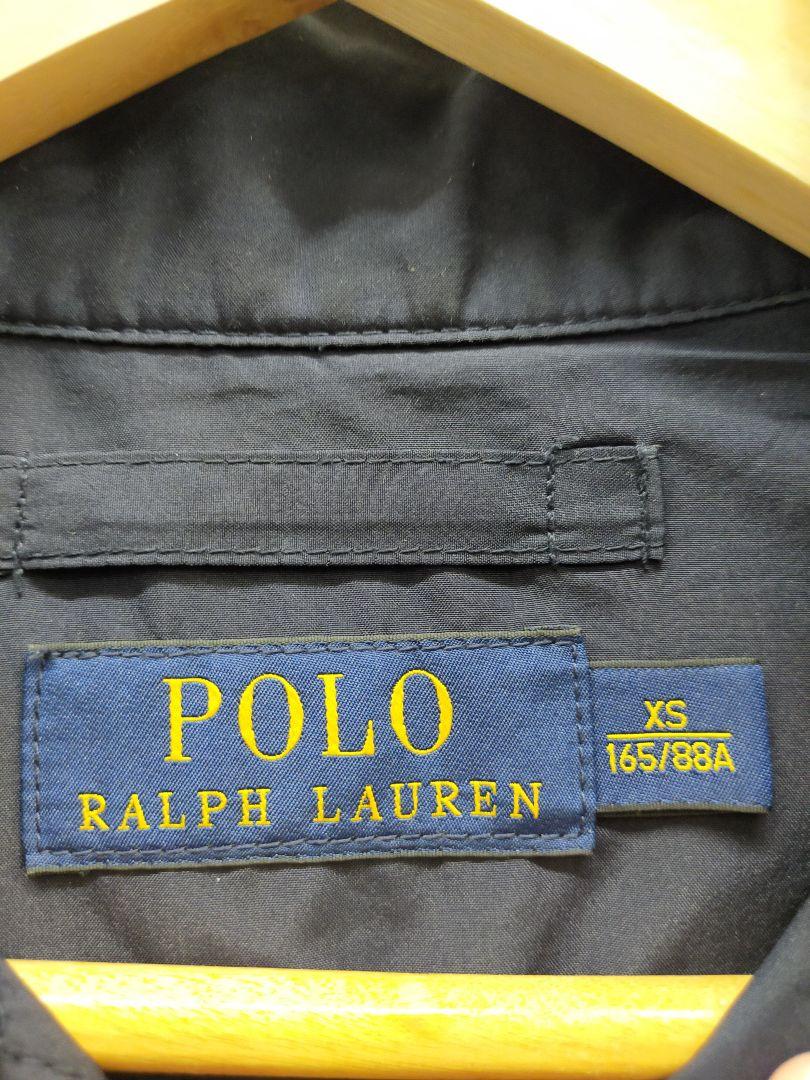 POLO
RALPH LAUREN
XS
165/88A